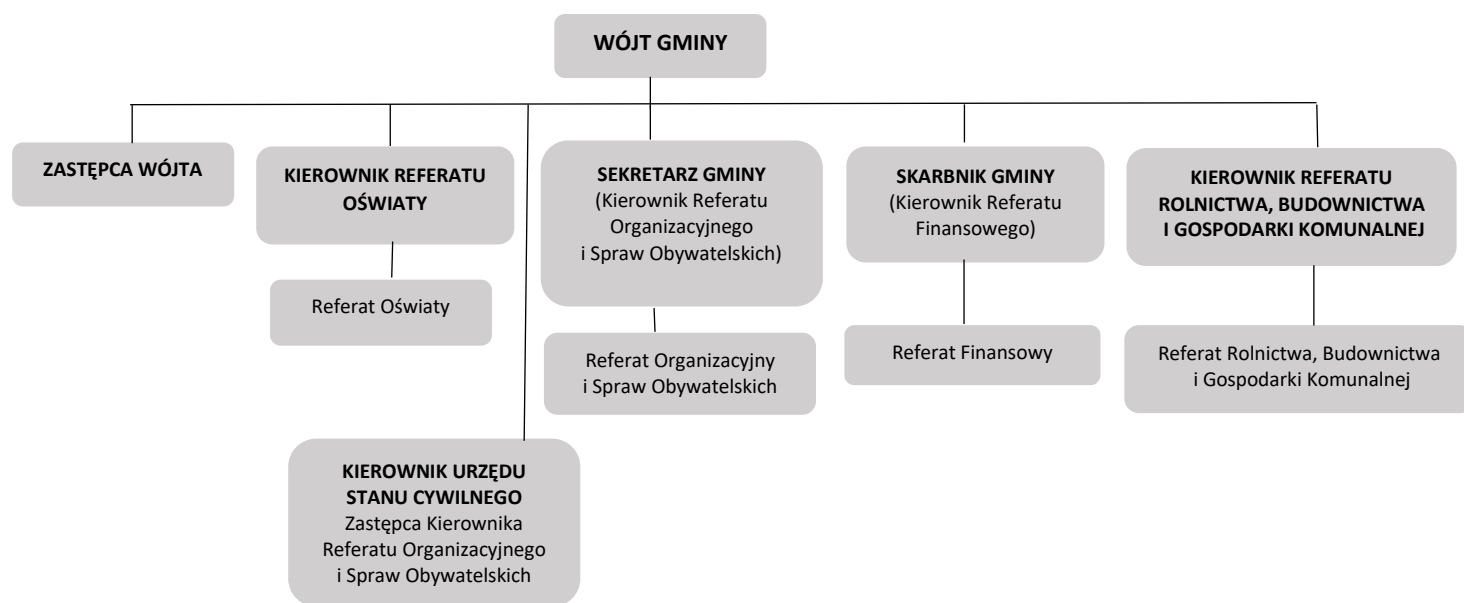 WÓJT GMINY
ZASTĘPCA WÓJTA
KIEROWNIK REFERATU
OŚWIATY
SEKRETARZ GMINY
(Kierownik Referatu
Organizacyjnego
i Spraw Obywatelskich)
SKARBNIK GMINY
(Kierownik Referatu
Finansowego)
KIEROWNIK REFERATU
ROLNICTWA, BUDOWNICTWA
I GOSPODARKI KOMUNALNEJ
Referat Oświaty
Referat Organizacyjny
i Spraw Obywatelskich
Referat Finansowy
Referat Rolnictwa, Budownictwa
i Gospodarki Komunalnej
KIEROWNIK URZĘDU
STANU CYWILNEGO
Zastępca Kierownika
Referatu Organizacyjnego
i Spraw Obywatelskich